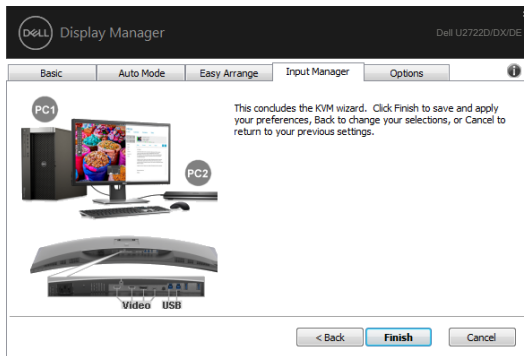 DELL Display Manager
Dell U2722D/DX/DE
Basic Auto Mode Easy Arrange Input Manager Options
PC1
This concludes the KVM wizard. Click Finish to save and apply
your preferences, Back to change your selections, or Cancel to
return to your previous settings.
PC2
Video USB
< Back Finish Cancel